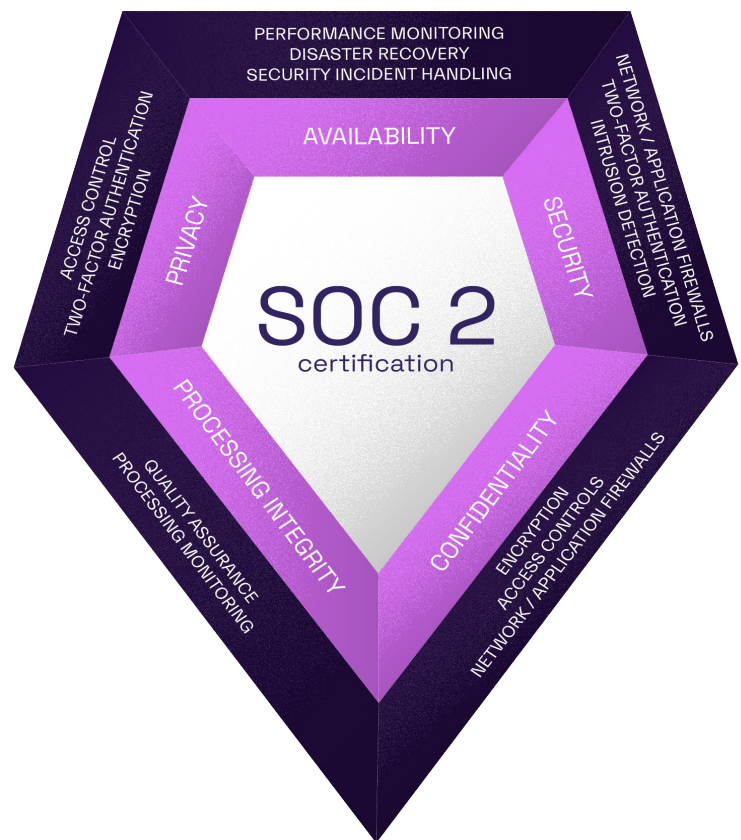 PERFORMANCE MONITORING
DISASTER RECOVERY
SECURITY INCIDENT HANDLING
AVAILABILITY
NETWORK / APPLICATION FIREWALLS
TWO-FACTOR AUTHENTICATION
INTRUSION DETECTION
SECURITY
ACCESS CONTROL
TWO-FACTOR AUTHENTICATION
ENCRYPTION
PRIVACY
SOC 2
certification
PROCESSING INTEGRITY
QUALITY ASSURANCE
PROCESSING MONITORING
CONFIDENTIALITY
ENCRYPTION
ACCESS CONTROLS
NETWORK / APPLICATION FIREWALLS